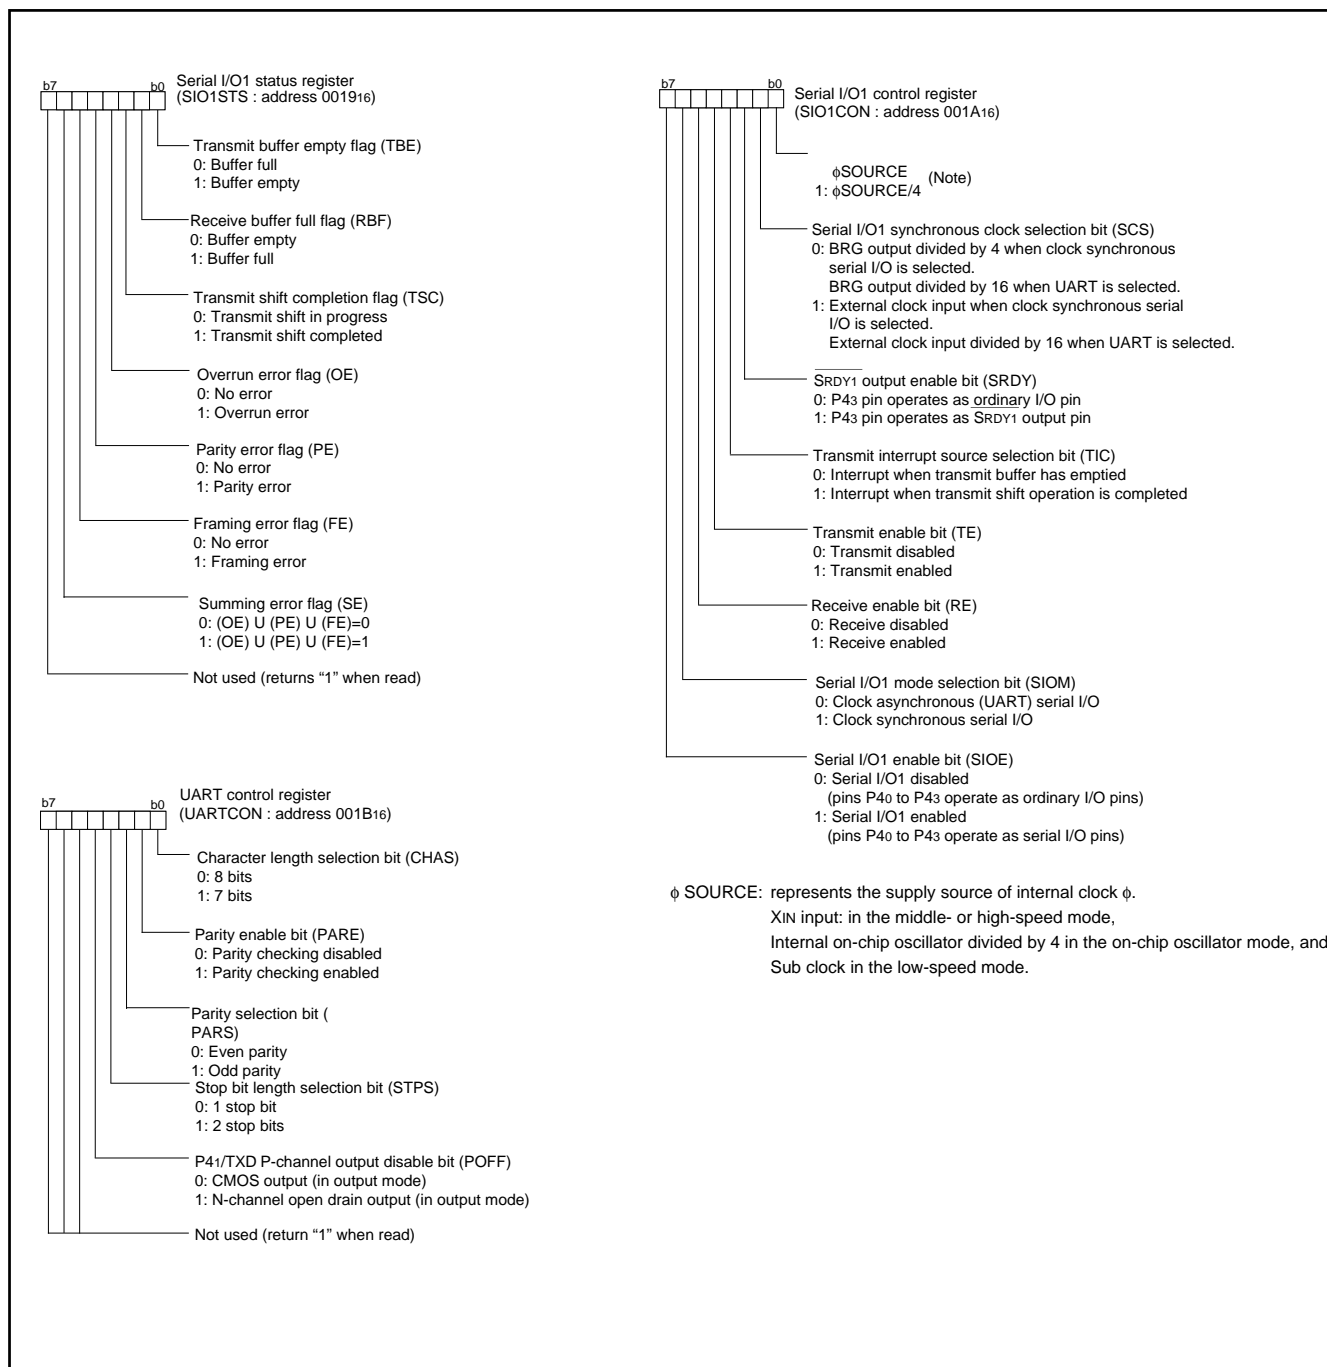 b7
b0
Serial I/O1 status register
(SIO1STS : address 001916)
Transmit buffer empty flag (TBE)
0: Buffer full
1: Buffer empty
Receive buffer full flag (RBF)
0: Buffer empty
1: Buffer full
Transmit shift completion flag (TSC)
0: Transmit shift in progress
1: Transmit shift completed
Overrun error flag (OE)
0: No error
1: Overrun error
Parity error flag (PE)
0: No error
1: Parity error
Framing error flag (FE)
0: No error
1: Framing error
Summing error flag (SE)
0: (OE) U (PE) U (FE)=0
1: (OE) U (PE) U (FE)=1
Not used (returns “1” when read)
b7
b0
UART control register
(UARTCON : address 001B16)
Character length selection bit (CHAS)
0: 8 bits
1: 7 bits
Parity enable bit (PARE)
0: Parity checking disabled
1: Parity checking enabled
Parity selection bit (
PARS)
0: Even parity
1: Odd parity
Stop bit length selection bit (STPS)
0: 1 stop bit
1: 2 stop bits
P41/TXD P-channel output disable bit (POFF)
0: CMOS output (in output mode)
1: N-channel open drain output (in output mode)
Not used (return “1” when read)
b7
b0
Serial I/O1 control register
(SIO1CON : address 001A16)
ϕSOURCE
1: ϕSOURCE/4
(Note)
Serial I/O1 synchronous clock selection bit (SCS)
0: BRG output divided by 4 when clock synchronous
serial I/O is selected.
BRG output divided by 16 when UART is selected.
1: External clock input when clock synchronous serial
I/O is selected.
External clock input divided by 16 when UART is selected.
SRDY1 output enable bit (SRDY)
0: P43 pin operates as ordinary I/O pin
1: P43 pin operates as SRDY1 output pin
Transmit interrupt source selection bit (TIC)
0: Interrupt when transmit buffer has emptied
1: Interrupt when transmit shift operation is completed
Transmit enable bit (TE)
0: Transmit disabled
1: Transmit enabled
Receive enable bit (RE)
0: Receive disabled
1: Receive enabled
Serial I/O1 mode selection bit (SIOM)
0: Clock asynchronous (UART) serial I/O
1: Clock synchronous serial I/O
Serial I/O1 enable bit (SIOE)
0: Serial I/O1 disabled
(pins P40 to P43 operate as ordinary I/O pins)
1: Serial I/O1 enabled
(pins P40 to P43 operate as serial I/O pins)
ϕ SOURCE: represents the supply source of internal clock ϕ.
XIN input: in the middle- or high-speed mode,
Internal on-chip oscillator divided by 4 in the on-chip oscillator mode, and
Sub clock in the low-speed mode.